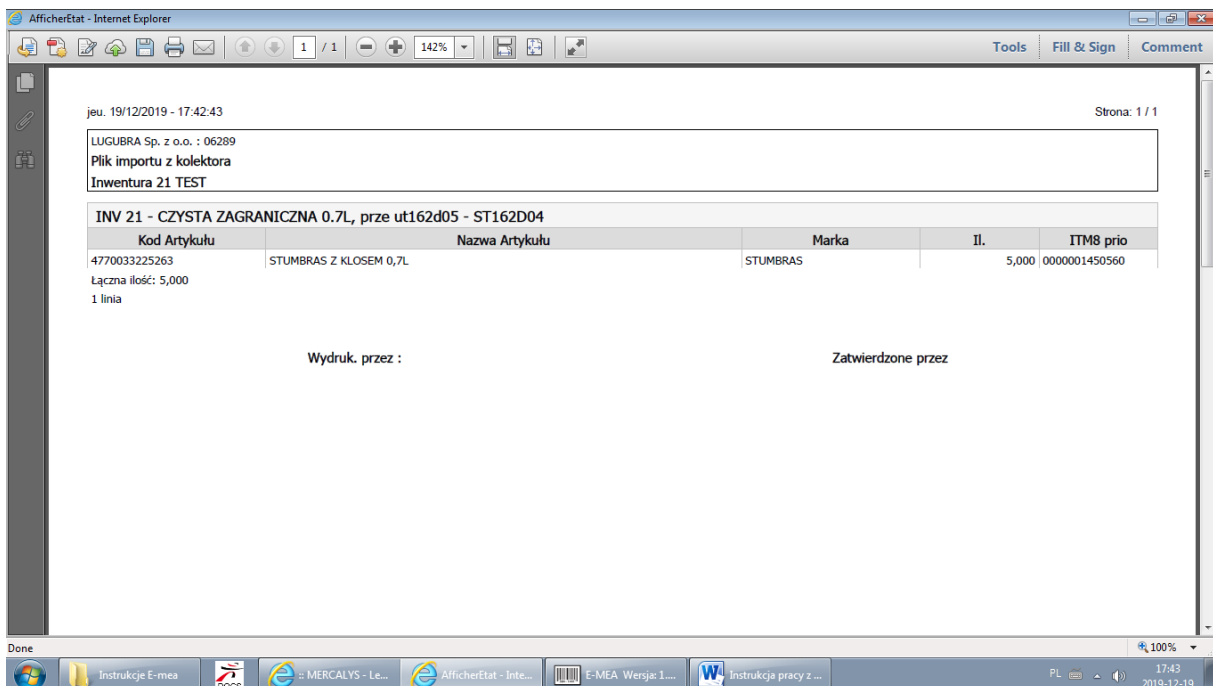 AfficherEtat - Internet Explorer
1 / 1 142% Tools Fill & Sign Comment
jeu. 19/12/2019 - 17:42:43 Strona: 1 / 1
LUGUBRA Sp. z o.o. : 06289
Plik importu z kolektora
Inwentura 21 TEST
INV 21 - CZYSTA ZAGRANICZNA 0.7L, prze ut162d05 - ST162D04
Kod Artykułu Nazwa Artykułu Marka Il. ITM8 prio
4770033225263 STUMBRAS Z KLOSEM 0,7L STUMBRAS 5,000 0000001450560
Łączna ilość: 5,000
1 linia
Wydruk. przez : Zatwierdzone przez
Done 100%
Instrukcje E-mea DOCS :: MERCALYS - Le... AfficherEtat - Inte... E-MEA Wersja: 1.... Instrukcja pracy z ... PL 17:43
2019-12-19